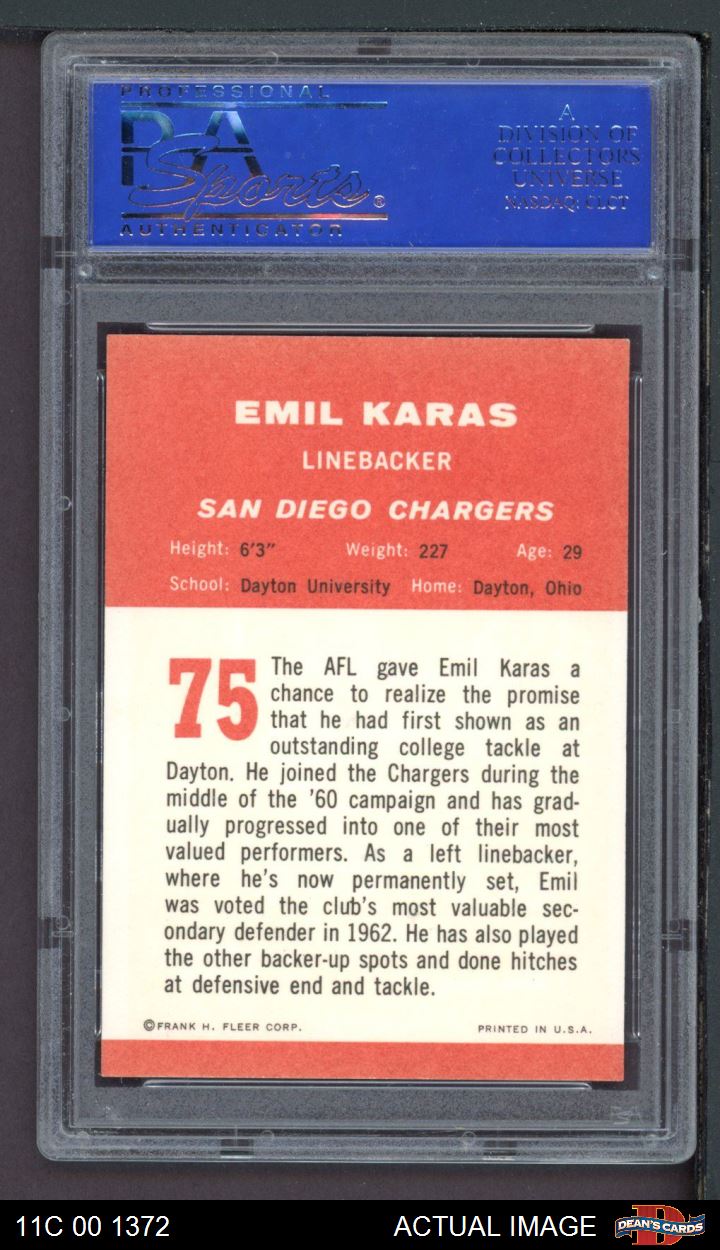 PROFESSIONAL
PSA
Sports®
AUTHENTICATOR
A
DIVISION OF
COLLECTORS
UNIVERSE
NASDAQ: CLCT
EMIL KARAS
LINEBACKER
SAN DIEGO CHARGERS
Height: 6'3" Weight: 227 Age: 29
School: Dayton University Home: Dayton, Ohio
75
The AFL gave Emil Karas a
chance to realize the promise
that he had first shown as an
outstanding college tackle at
Dayton. He joined the Chargers during the
middle of the '60 campaign and has grad-
ually progressed into one of their most
valued performers. As a left linebacker,
where he's now permanently set, Emil
was voted the club's most valuable sec-
ondary defender in 1962. He has also played
the other backer-up spots and done hitches
at defensive end and tackle.
©FRANK H. FLEER CORP. PRINTED IN U.S.A.
11C 00 1372 ACTUAL IMAGE
D
DEAN'S CARDS